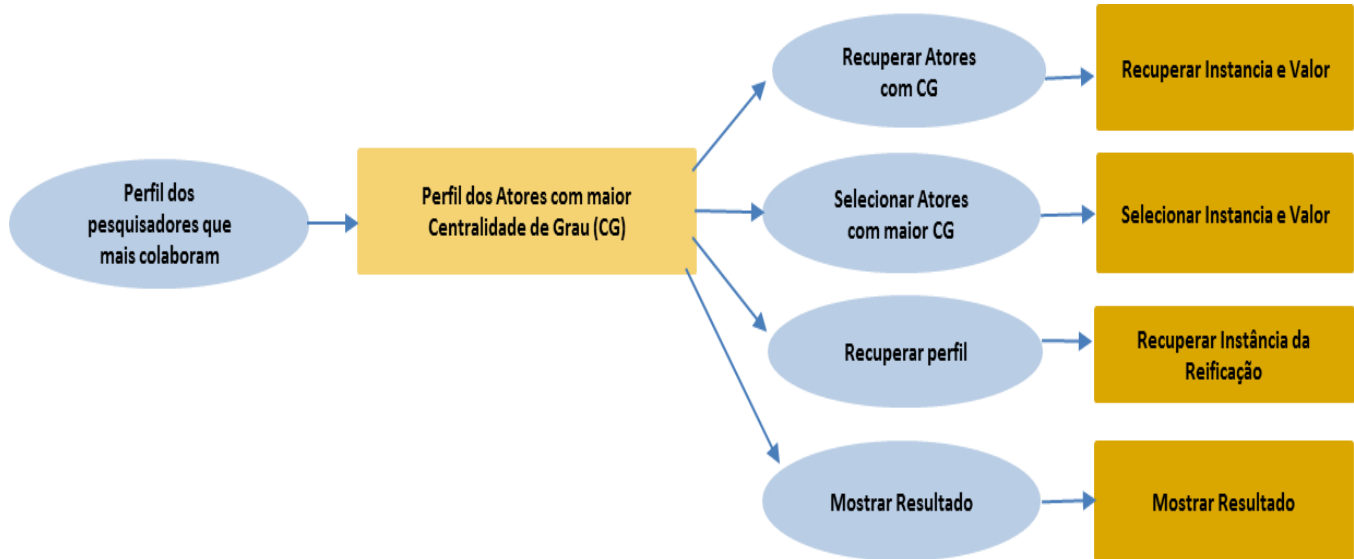 Perfil dos
pesquisadores que
mais colaboram
Perfil dos Atores com maior
Centralidade de Grau (CG)
Recuperar Atores
com CG
Recuperar Instancia e Valor
Selecionar Atores
com maior CG
Selecionar Instancia e Valor
Recuperar perfil
Recuperar Instância da
Reificação
Mostrar Resultado
Mostrar Resultado